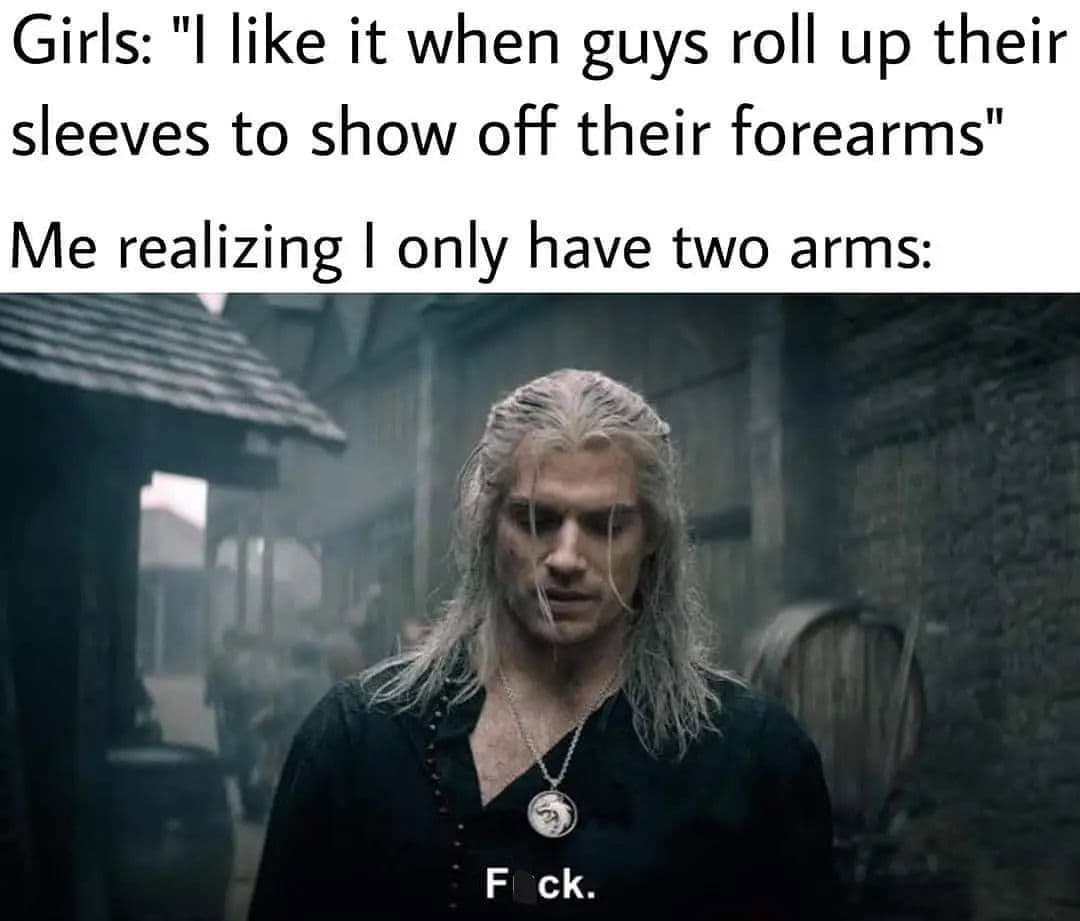 Girls: "I like it when guys roll up their
sleeves to show off their forearms"
Me realizing I only have two arms:
F ck.